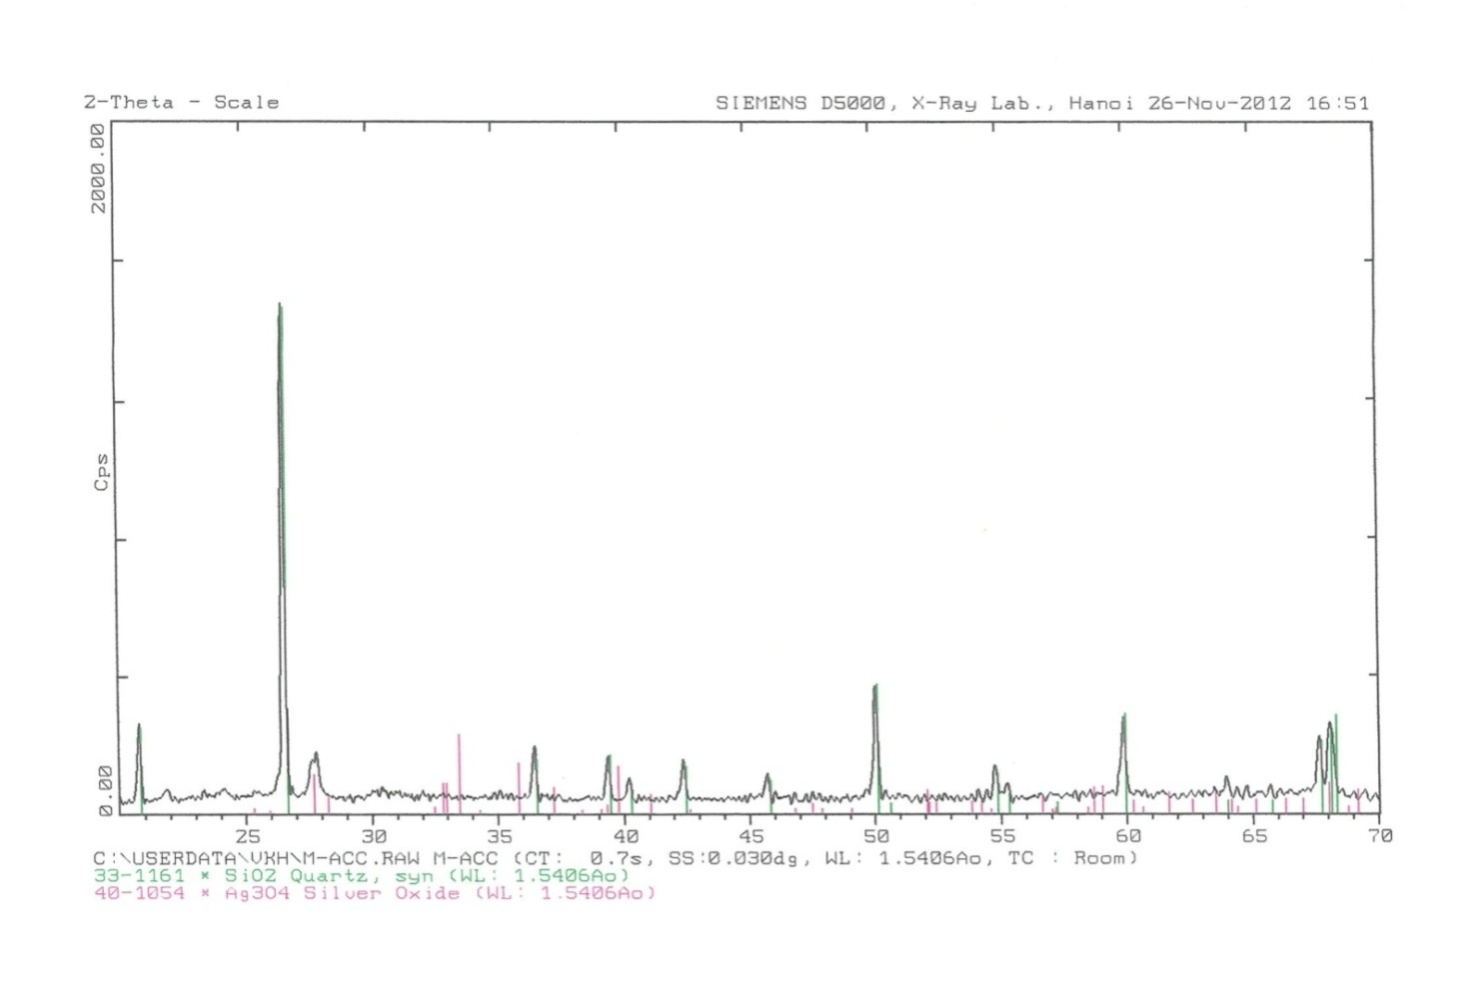 2-Theta - Scale SIEMENS D5000, X-Ray Lab., Hanoi 26-Nov-2012 16:51
2000.00
Cps
0.00
25 30 35 40 45 50 55 60 65 70
C:\USERDATA\VKH\M-ACC.RAW M-ACC (CT: 0.7s, SS:0.030dg, WL: 1.5406Ao, TC : Room)
33-1161 * SiO2 Quartz, syn (WL: 1.5406Ao)
40-1054 * Ag3O4 Silver Oxide (WL: 1.5406Ao)